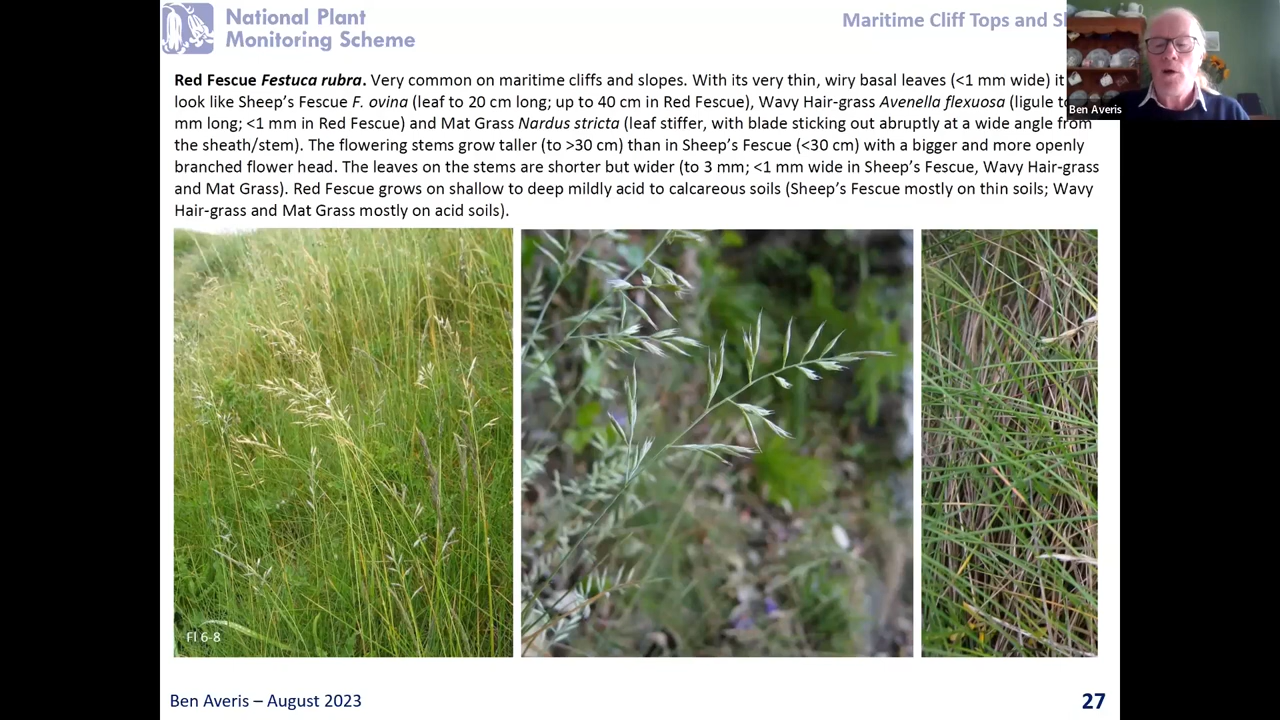 National Plant
Monitoring Scheme
Maritime Cliff Tops and
Ben Averis
Red Fescue Festuca rubra. Very common on maritime cliffs and slopes. With its very thin, wiry basal leaves (<1 mm wide) it
look like Sheep's Fescue F. ovina (leaf to 20 cm long; up to 40 cm in Red Fescue), Wavy Hair-grass Avenella flexuosa (ligule
mm long; <1 mm in Red Fescue) and Mat Grass Nardus stricta (leaf stiffer, with blade sticking out abruptly at a wide angle from
the sheath/stem). The flowering stems grow taller (to >30 cm) than in Sheep's Fescue (<30 cm) with a bigger and more openly
branched flower head. The leaves on the stems are shorter but wider (to 3 mm; <1 mm wide in Sheep's Fescue, Wavy Hair-grass
and Mat Grass). Red Fescue grows on shallow to deep mildly acid to calcareous soils (Sheep's Fescue mostly on thin soils; Wavy
Hair-grass and Mat Grass mostly on acid soils).
Fl 6-8
Ben Averis – August 2023
27